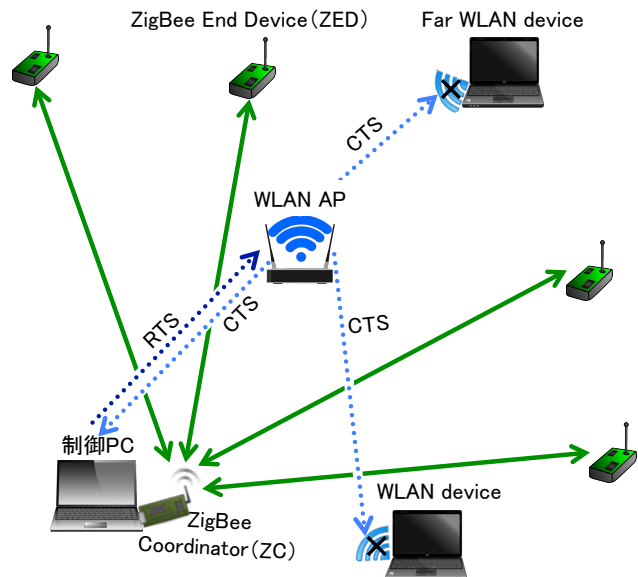 ZigBee End Device(ZED)
Far WLAN device
CTS
WLAN AP
RTS
CTS
CTS
制御PC
WLAN device
ZigBee
Coordinator(ZC)